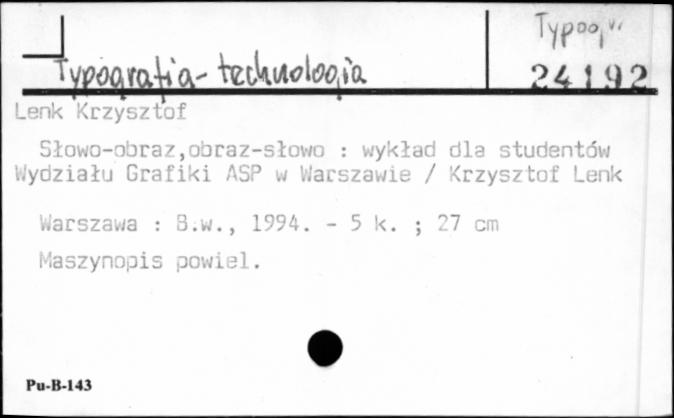 Typogr.
Typografia - technologia
24192
Lenk Krzysztof
Słowo-obraz,obraz-słowo : wykład dla studentów
Wydziału Grafiki ASP w Warszawie / Krzysztof Lenk
Warszawa : B.w., 1994. - 5 k. ; 27 cm
Maszynopis powiel.
Pu-B-143